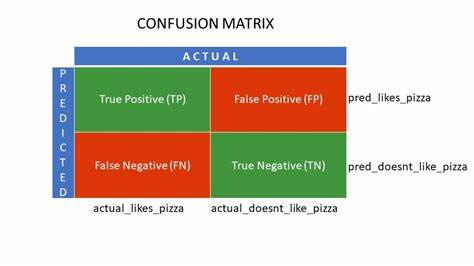 CONFUSION MATRIX
ACTUAL
PREDICTED
True Positive (TP)
False Positive (FP)
pred_likes_pizza
False Negative (FN)
True Negative (TN)
pred_doesnt_like_pizza
actual_likes_pizza
actual_doesnt_like_pizza